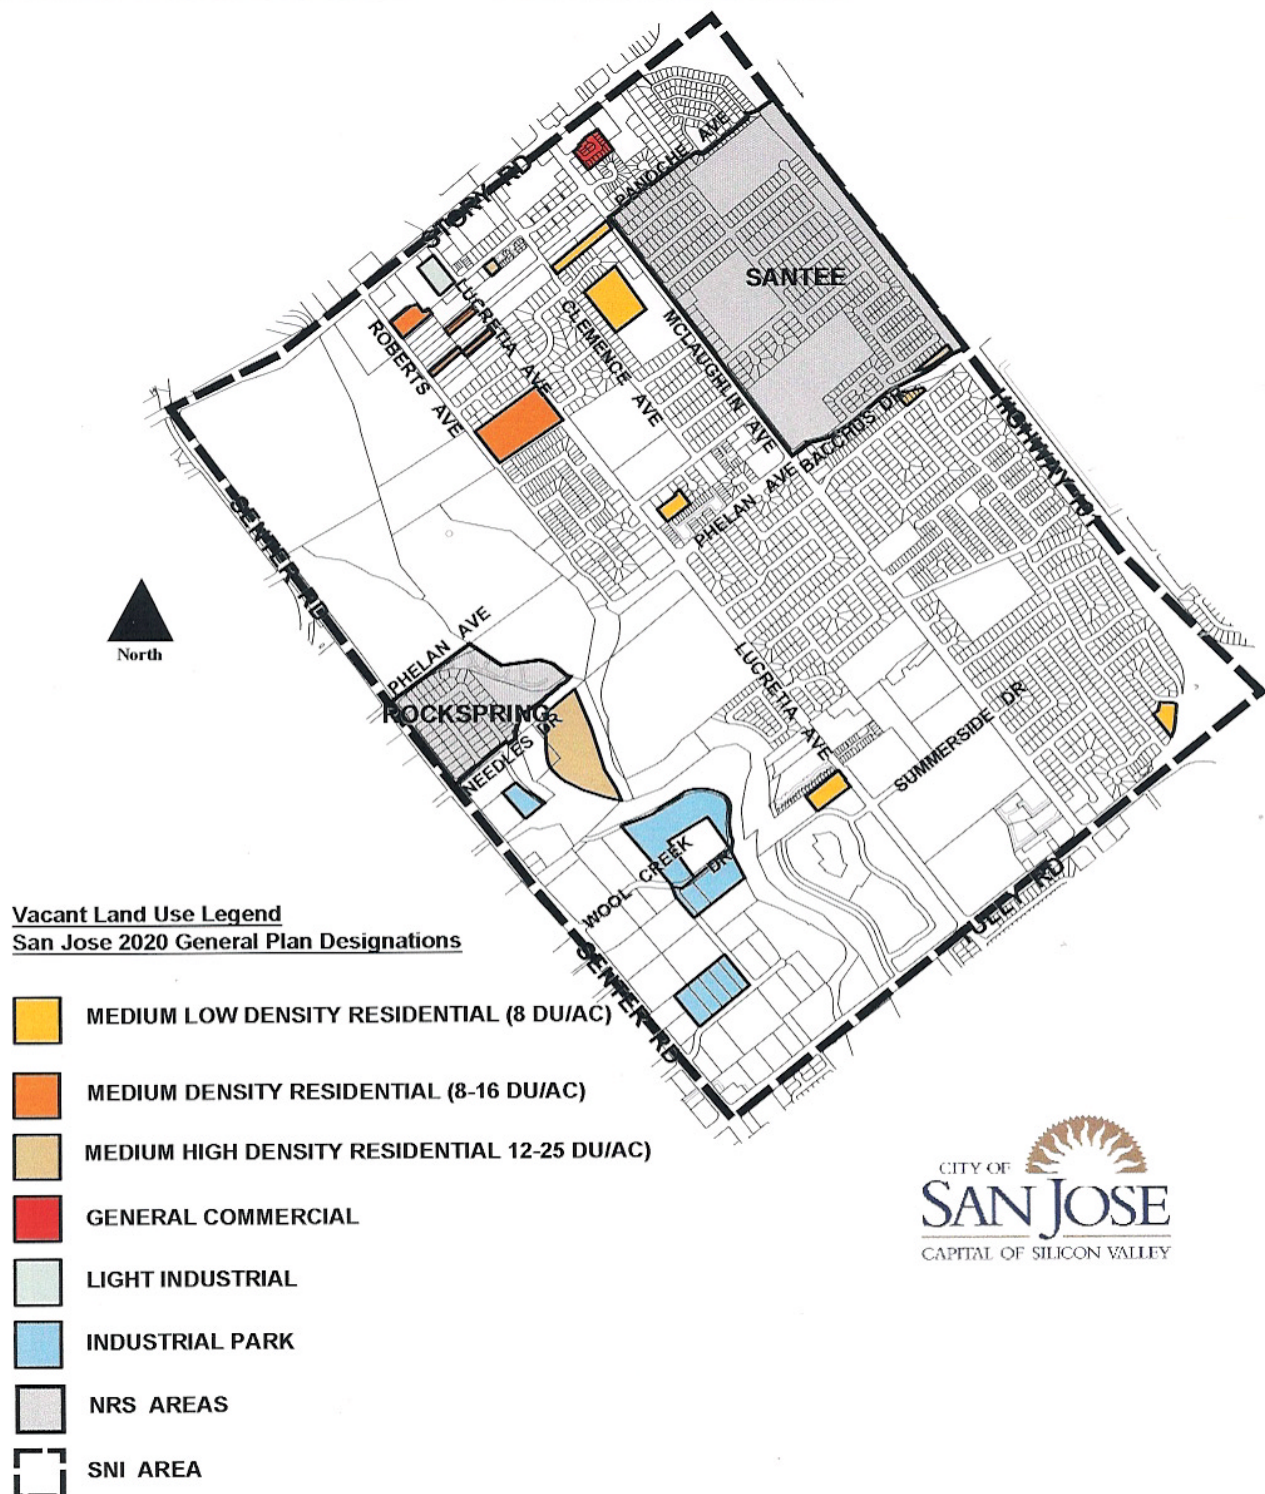 STORY RD
PANOCHE AVE
SANTEE
LUCRETIA AVE
CLEMENCE AVE
MCLAUGHLIN AVE
ROBERTS AVE
BACCHUS DR
HIGHWAY 101
PHELAN AVE
SENTER RD
North
PHELAN AVE
ROCKSPRING
NEEDLES DR
LUCRETIA AVE
SUMMERSIDE DR
WOOL CREEK DR
TULLY RD
SENTER RD
Vacant Land Use Legend
San Jose 2020 General Plan Designations
MEDIUM LOW DENSITY RESIDENTIAL (8 DU/AC)
MEDIUM DENSITY RESIDENTIAL (8-16 DU/AC)
MEDIUM HIGH DENSITY RESIDENTIAL 12-25 DU/AC)
GENERAL COMMERCIAL
LIGHT INDUSTRIAL
INDUSTRIAL PARK
NRS AREAS
SNI AREA
CITY OF
SAN JOSE
CAPITAL OF SILICON VALLEY